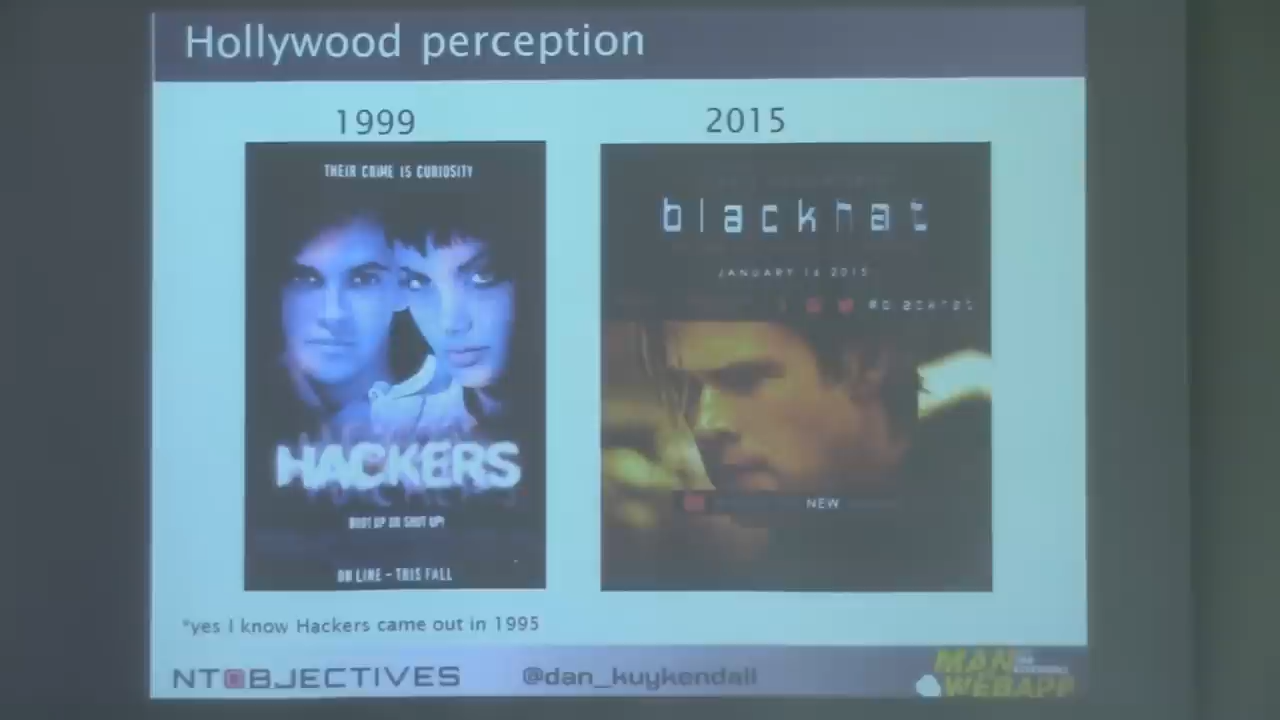 Hollywood perception
1999
2015
THEIR CRIME IS CURIOSITY
HACKERS
BOOT UP OR SHUT UP!
ON LINE - THIS FALL
blackhat
JANUARY 16 2015
#blackhat
NEW
*yes I know Hackers came out in 1995
NTOBJECTIVES
@dan_kuykendall
MAN
WEBAPP